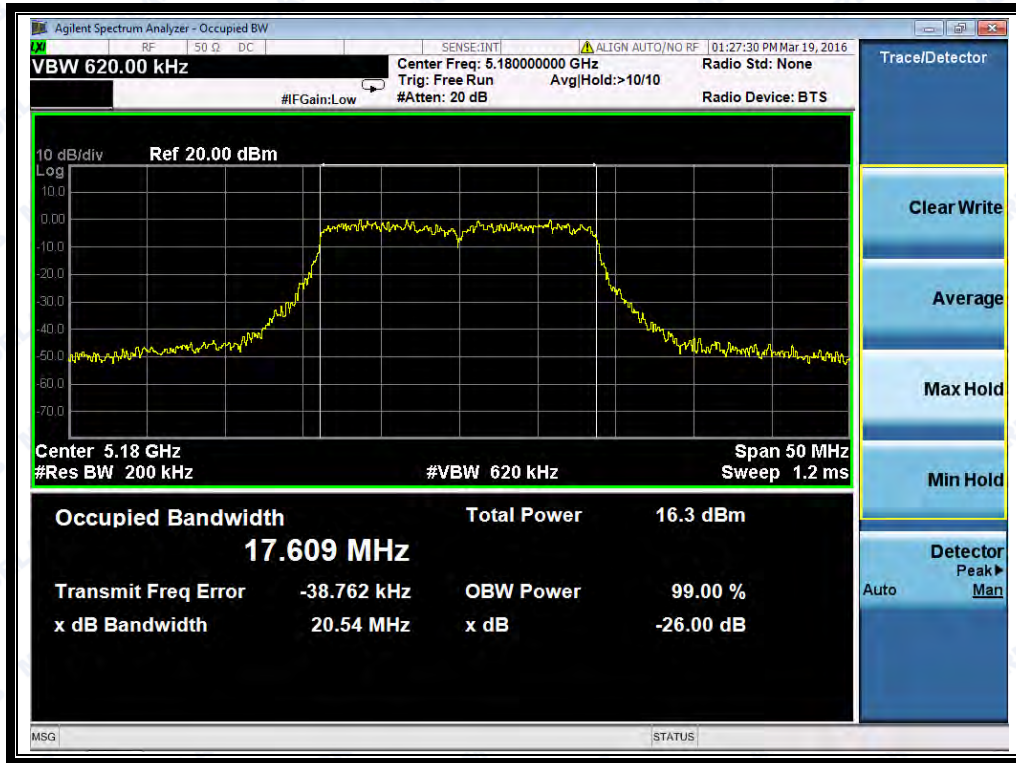 Agilent Spectrum Analyzer - Occupied BW
LXI RF 50 Ω DC SENSE:INT ALIGN AUTO/NO RF 01:27:30 PM Mar 19, 2016
VBW 620.00 kHz
Center Freq: 5.180000000 GHz Radio Std: None
Trig: Free Run Avg|Hold:>10/10
#IFGain:Low #Atten: 20 dB Radio Device: BTS
10 dB/div Ref 20.00 dBm
Log
10.0
0.00
-10.0
-20.0
-30.0
-40.0
-50.0
-60.0
-70.0
Center 5.18 GHz Span 50 MHz
#Res BW 200 kHz #VBW 620 kHz Sweep 1.2 ms
Occupied Bandwidth Total Power 16.3 dBm
17.609 MHz
Transmit Freq Error -38.762 kHz OBW Power 99.00 %
x dB Bandwidth 20.54 MHz x dB -26.00 dB
MSG STATUS
Trace/Detector
Clear Write
Average
Max Hold
Min Hold
Detector
Peak▶
Auto Man